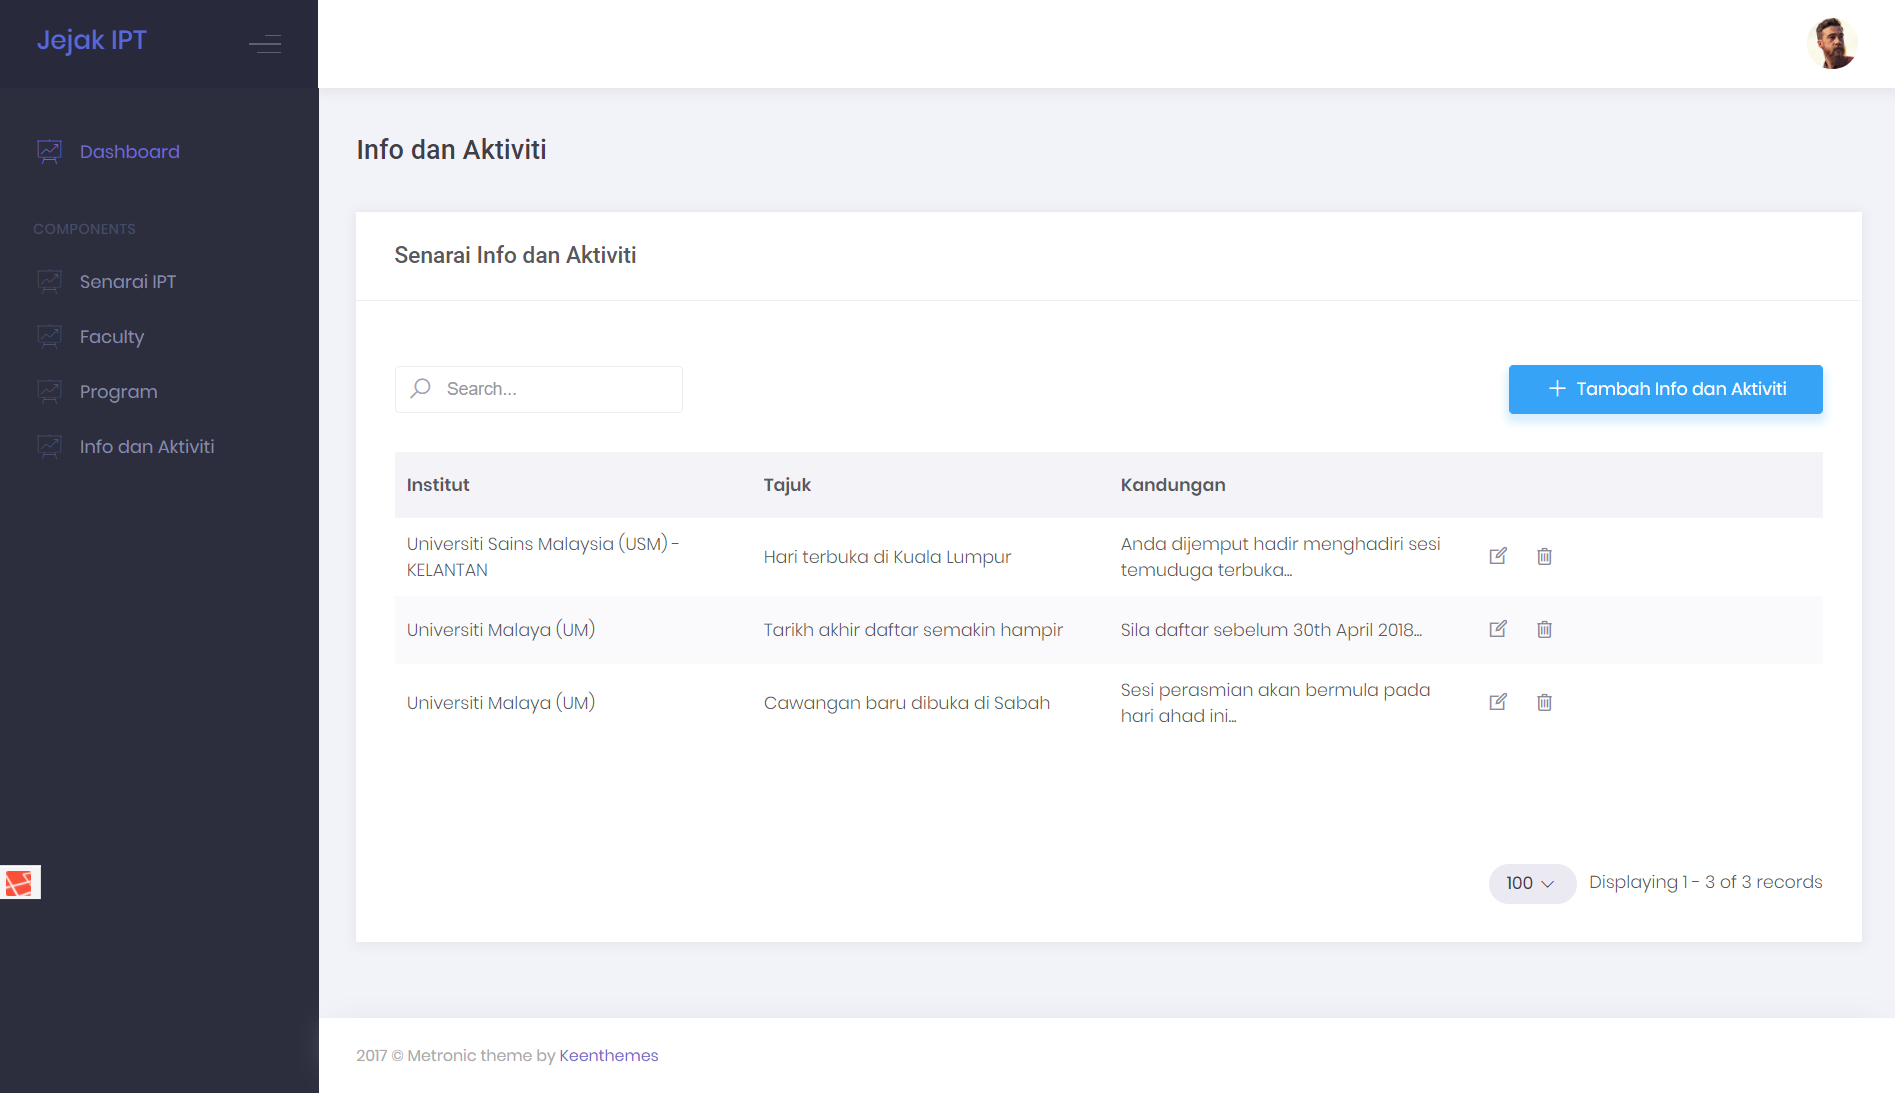 Jejak IPT
Dashboard
COMPONENTS
Senarai IPT
Faculty
Program
Info dan Aktiviti
Info dan Aktiviti
Senarai Info dan Aktiviti
Search...
Tambah Info dan Aktiviti
Institut Tajuk Kandungan
Universiti Sains Malaysia (USM) -
KELANTAN
Hari terbuka di Kuala Lumpur
Anda dijemput hadir menghadiri sesi
temuduga terbuka...
Universiti Malaya (UM) Tarikh akhir daftar semakin hampir Sila daftar sebelum 30th April 2018...
Universiti Malaya (UM) Cawangan baru dibuka di Sabah
Sesi perasmian akan bermula pada
hari ahad ini...
100 Displaying 1 - 3 of 3 records
2017 © Metronic theme by Keenthemes